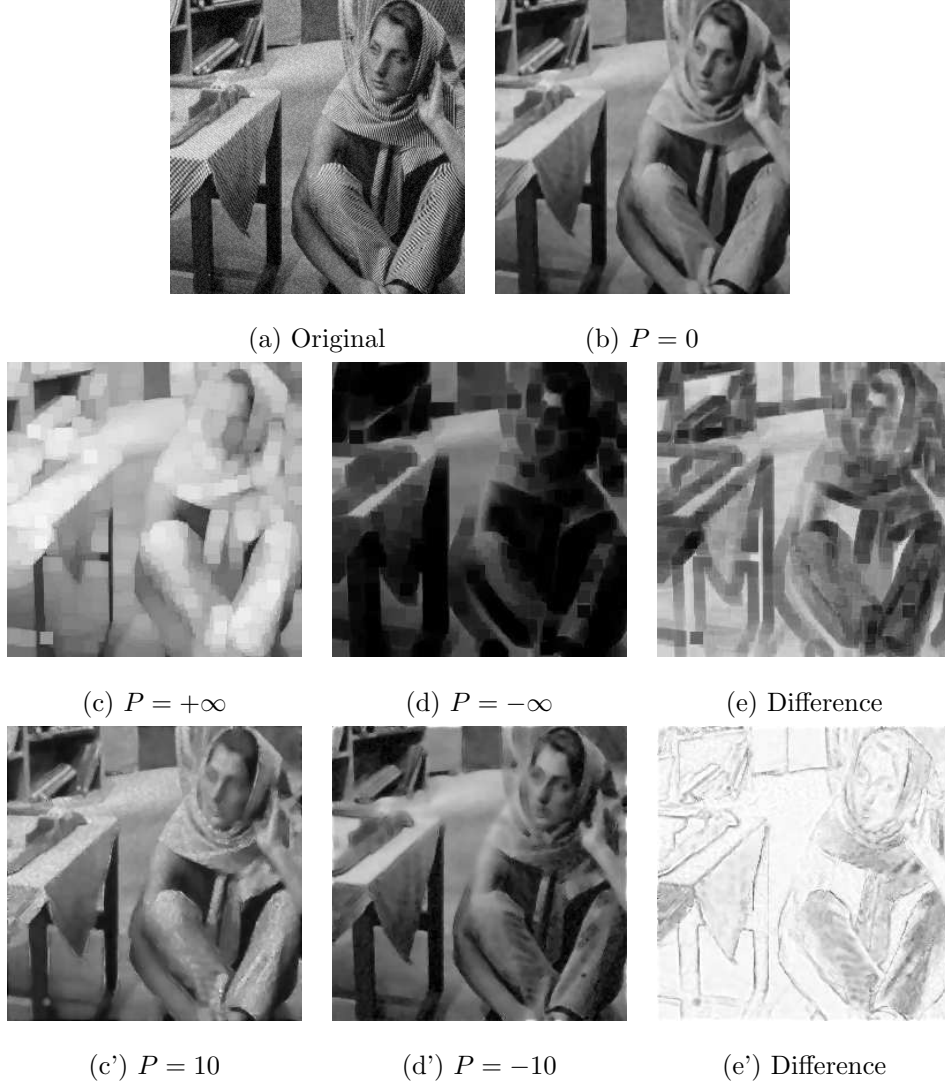 (a) Original
(b) P = 0
(c) P = +∞
(d) P = −∞
(e) Difference
(c’) P = 10
(d’) P = −10
(e’) Difference